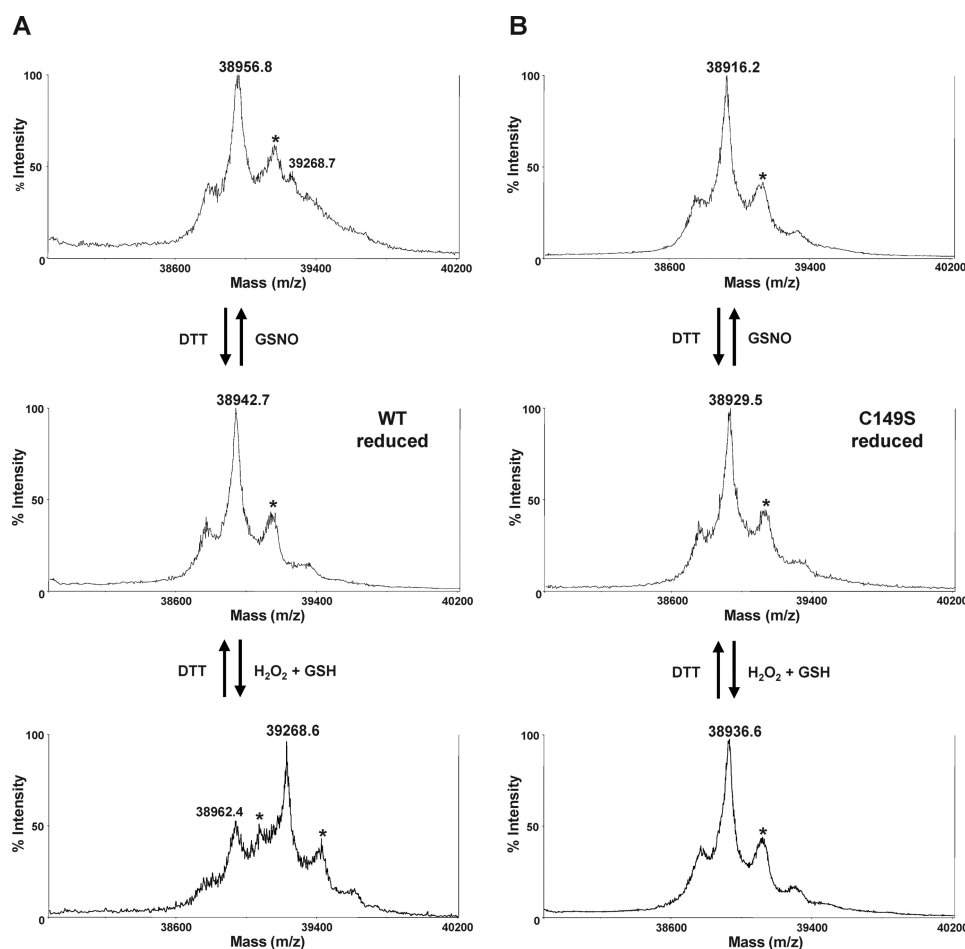 A
B
38956.8
*
39268.7
100
50
0
% Intensity
38600
39400
40200
Mass (m/z)
38916.2
*
100
50
0
% Intensity
38600
39400
40200
Mass (m/z)
DTT
GSNO
DTT
GSNO
38942.7
*
WT
reduced
100
50
0
% Intensity
38600
39400
40200
Mass (m/z)
38929.5
*
C149S
reduced
100
50
0
% Intensity
38600
39400
40200
Mass (m/z)
DTT
H₂O₂ + GSH
DTT
H₂O₂ + GSH
39268.6
38962.4
*
*
100
50
0
% Intensity
38600
39400
40200
Mass (m/z)
38936.6
*
100
50
0
% Intensity
38600
39400
40200
Mass (m/z)